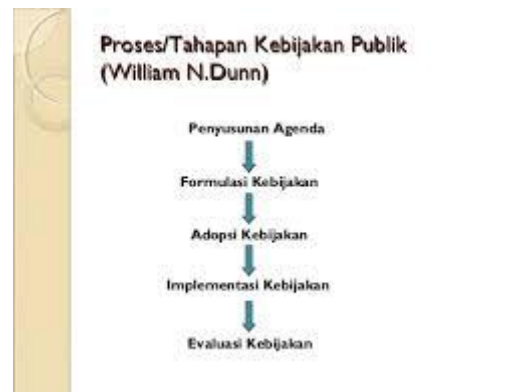 Proses/Tahapan Kebijakan Publik
(William N.Dunn)
Penyusunan Agenda
Formulasi Kebijakan
Adopsi Kebijakan
Implementasi Kebijakan
Evaluasi Kebijakan